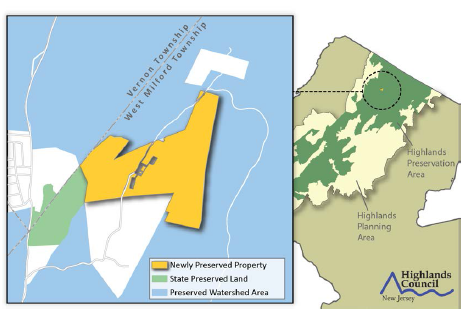 Vernon Township
West Milford Township
Newly Preserved Property
State Preserved Land
Preserved Watershed Area
Highlands
Preservation
Area
Highlands
Planning
Area
Highlands
Council
New Jersey